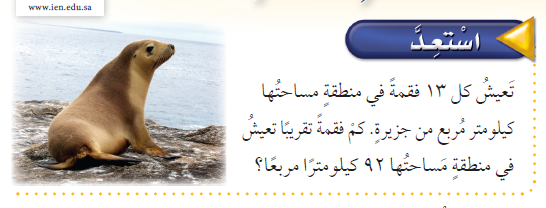 www.ien.edu.sa
اسْتعِدَّ
تَعيشُ كل ١٣ فقمةً في منطقةٍ مساحتُها
كيلومتر مُربع من جزيرةٍ. كمْ فقمةً تقريبًا تعيشُ
في منطقةٍ مَساحتُها ٩٢ كيلومترًا مربعًا؟